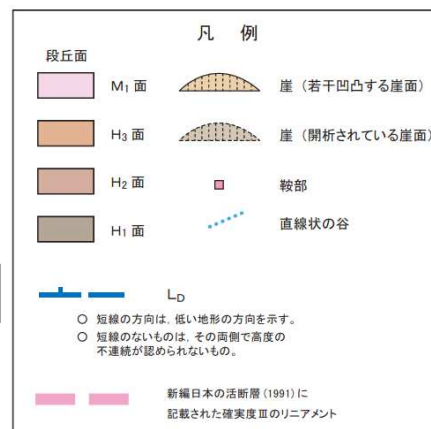 凡 例
段丘面
M1 面
崖 (若干凹凸する崖面)
H3 面
崖 (開析されている崖面)
H2 面
鞍部
H1 面
直線状の谷
LD
○ 短線の方向は，低い地形の方向を示す。
○ 短線のないものは，その両側で高度の
不連続が認められないもの。
新編日本の活断層(1991)に
記載された確実度Ⅲのリニアメント